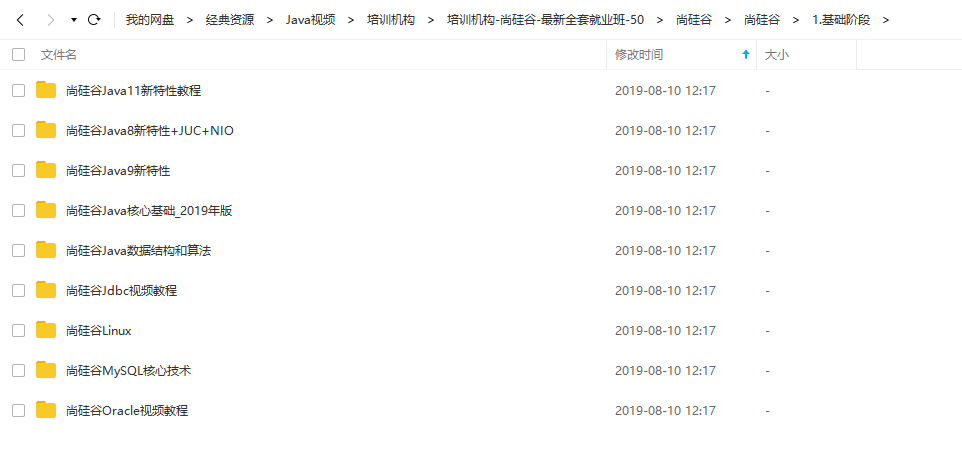 我的网盘 > 经典资源 > Java视频 > 培训机构 > 培训机构-尚硅谷-最新全套就业班-50 > 尚硅谷 > 尚硅谷 > 1.基础阶段 >
文件名 修改时间 大小
尚硅谷Java11新特性教程 2019-08-10 12:17 -
尚硅谷Java8新特性+JUC+NIO 2019-08-10 12:17 -
尚硅谷Java9新特性 2019-08-10 12:17 -
尚硅谷Java核心基础_2019年版 2019-08-10 12:17 -
尚硅谷Java数据结构和算法 2019-08-10 12:17 -
尚硅谷Jdbc视频教程 2019-08-10 12:17 -
尚硅谷Linux 2019-08-10 12:17 -
尚硅谷MySQL核心技术 2019-08-10 12:17 -
尚硅谷Oracle视频教程 2019-08-10 12:17 -